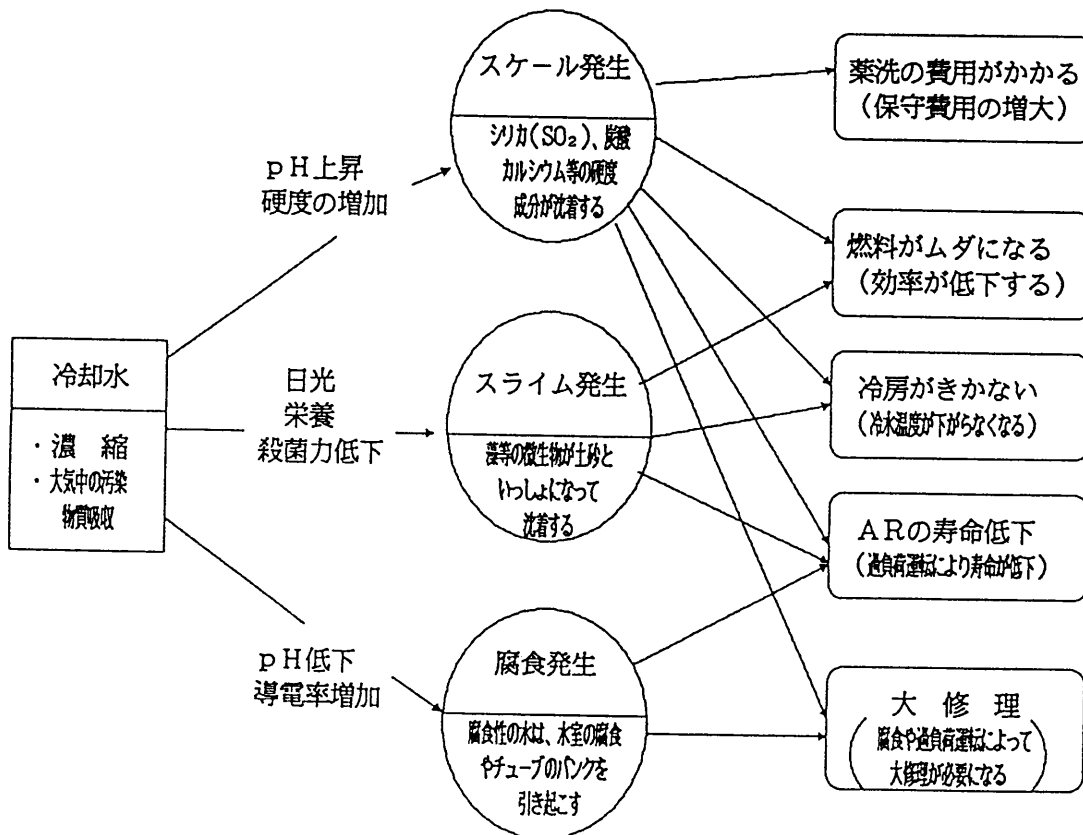 冷却水
・濃 縮
・大気中の汚染
物質吸収
pH上昇
硬度の増加
日光
栄養
殺菌力低下
pH低下
導電率増加
スケール発生
シリカ(SO₂)、炭酸
カルシウム等の硬度
成分が沈着する
スライム発生
藻等の微生物が土砂と
いっしょになって
沈着する
腐食発生
腐食性の水は、水室の腐食
やチューブのパンクを
引き起こす
薬洗の費用がかかる
(保守費用の増大)
燃料がムダになる
(効率が低下する)
冷房がきかない
(冷水温度が下がらなくなる)
ARの寿命低下
(過負荷運転により寿命が低下)
大 修 理
(腐食や過負荷運転によって
大修理が必要になる)